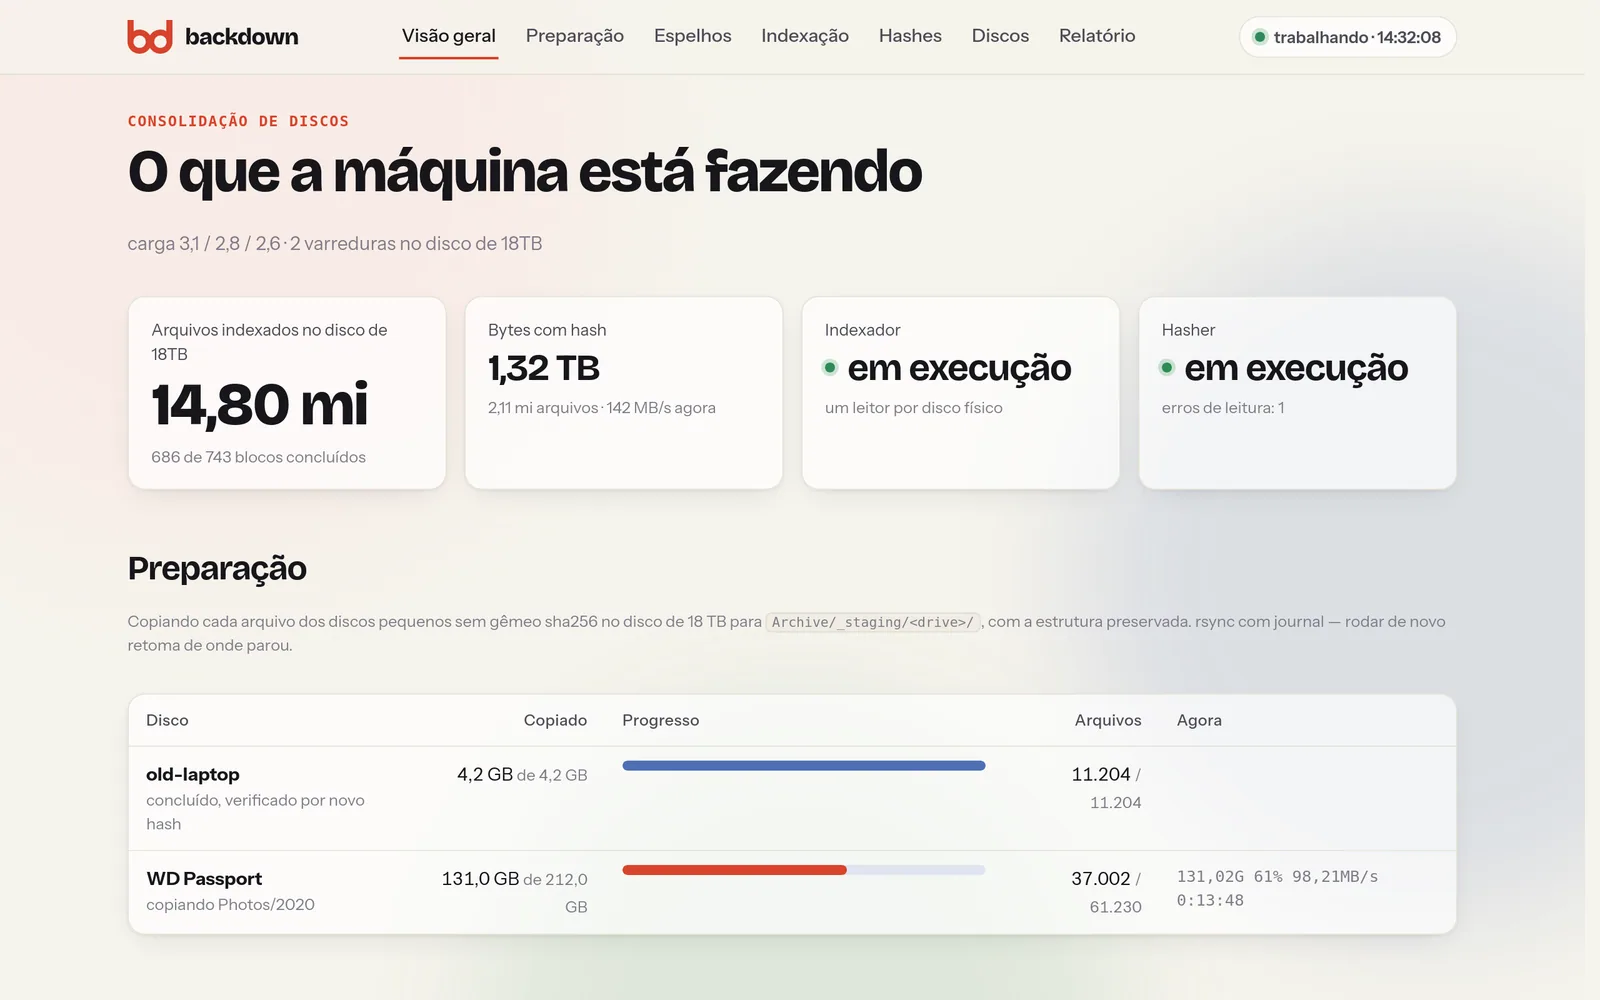 backdown
Visão geral
Preparação
Espelhos
Indexação
Hashes
Discos
Relatório
trabalhando · 14:32:08
CONSOLIDAÇÃO DE DISCOS
O que a máquina está fazendo
carga 3,1 / 2,8 / 2,6 · 2 varreduras no disco de 18TB
Arquivos indexados no disco de
18TB
14,80 mi
686 de 743 blocos concluídos
Bytes com hash
1,32 TB
2,11 mi arquivos · 142 MB/s agora
Indexador
em execução
um leitor por disco físico
Hasher
em execução
erros de leitura: 1
Preparação
Copiando cada arquivo dos discos pequenos sem gêmeo sha256 no disco de 18 TB para Archive/_staging/<drive>/, com a estrutura preservada. rsync com journal — rodar de novo
retoma de onde parou.
Disco
Copiado
Progresso
Arquivos
Agora
old-laptop
concluído, verificado por novo
hash
4,2 GB de 4,2 GB
11.204 /
11.204
WD Passport
copiando Photos/2020
131,0 GB de 212,0
GB
37.002 /
61.230
131,02G 61% 98,21MB/s
0:13:48